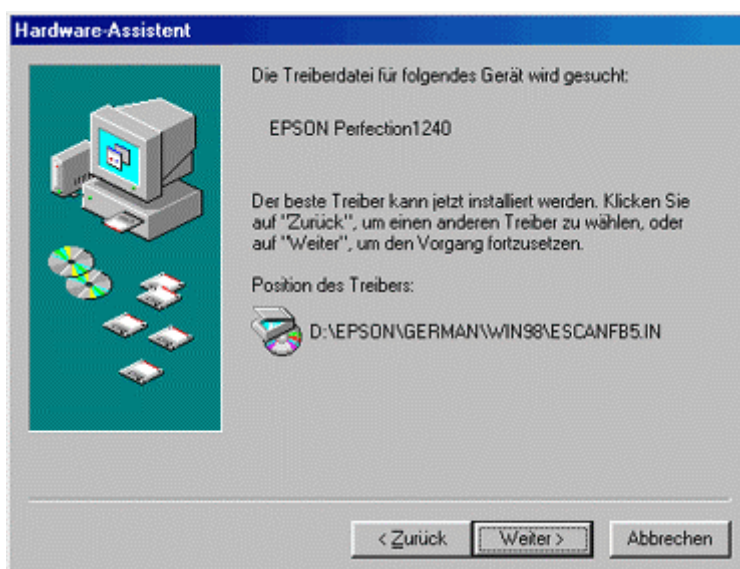 Hardware-Assistent
Die Treiberdatei für folgendes Gerät wird gesucht:
EPSON Perfection1240
Der beste Treiber kann jetzt installiert werden. Klicken Sie
auf "Zurück", um einen anderen Treiber zu wählen, oder
auf "Weiter", um den Vorgang fortzusetzen.
Position des Treibers:
D:\EPSON\GERMAN\WIN98\ESCANFB5.IN
< Zurück
Weiter >
Abbrechen